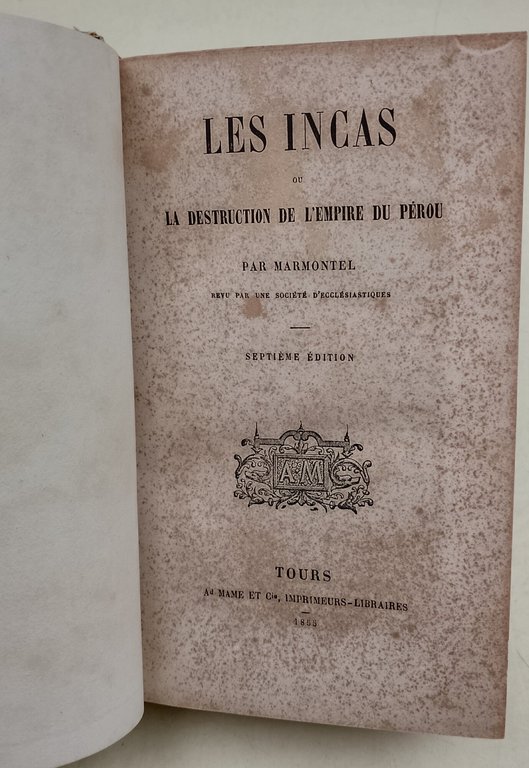 LES INCAS
OU
LA DESTRUCTION DE L'EMPIRE DU PÉROU
PAR MARMONTEL
REVU PAR UNE SOCIÉTÉ D'ECCLÉSIASTIQUES
SEPTIÈME ÉDITION
A M
TOURS
Ad MAME ET Cie, IMPRIMEURS-LIBRAIRES
1855